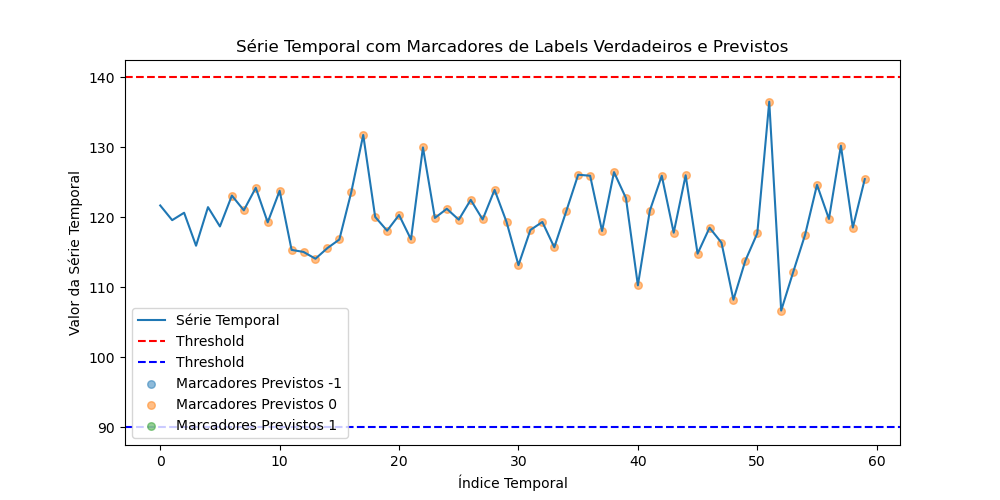 Série Temporal com Marcadores de Labels Verdadeiros e Previstos
Valor da Série Temporal
140
130
120
110
100
90
Série Temporal
Threshold
Threshold
Marcadores Previstos -1
Marcadores Previstos 0
Marcadores Previstos 1
0 10 20 30 40 50 60
Índice Temporal